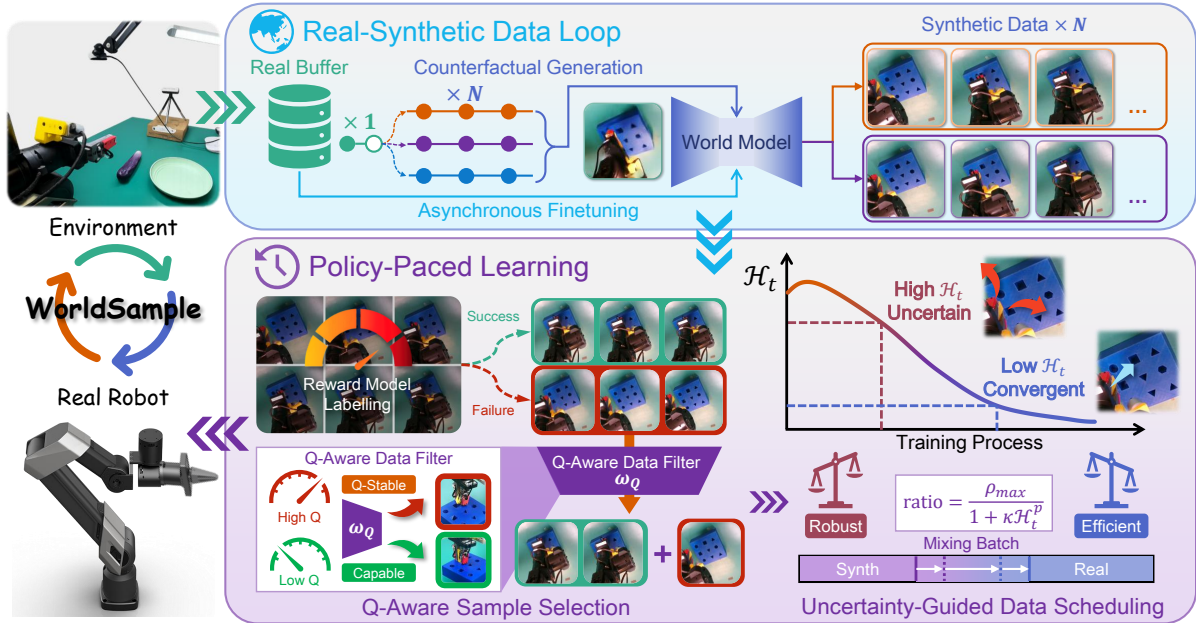 Real-Synthetic Data Loop
Real Buffer
Counterfactual Generation
× N
× 1
Asynchronous Finetuning
World Model
Synthetic Data × N
...
...
Environment
WorldSample
Real Robot
Policy-Paced Learning
Reward Model
Labelling
Success
Failure
Q-Aware Data Filter
High Q
Low Q
ω_Q
Q-Stable
Capable
Q-Aware Data Filter
ω_Q
+
Q-Aware Sample Selection
ℋ_t
High ℋ_t
Uncertain
Low ℋ_t
Convergent
Training Process
Robust
ratio = ρ_max / (1 + κℋ_t^p)
Efficient
Mixing Batch
Synth
Real
Uncertainty-Guided Data Scheduling